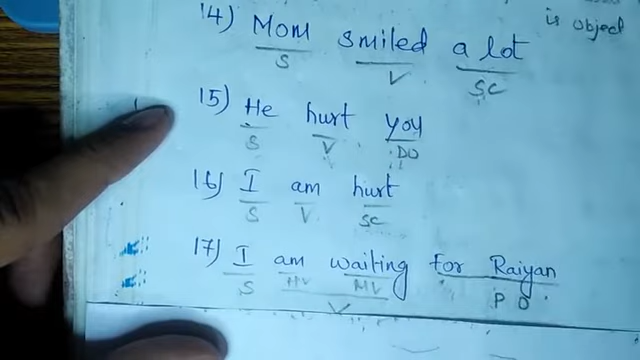 is object
14) Mom smiled a lot
S V SC
15) He hurt you
S V DO
16) I am hurt
S V SC
17) I am waiting for Raiyan
S HV MV P O
V